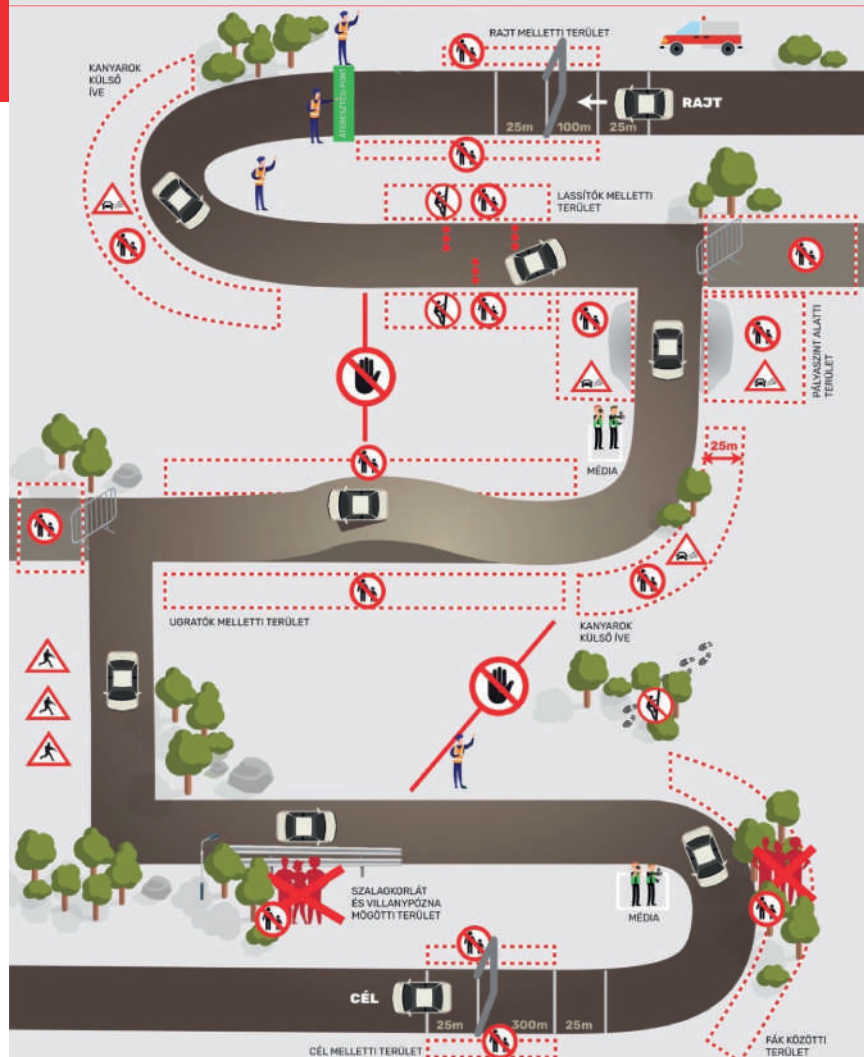 RAJT MELLETTI TERÜLET
KANYAROK
KÜLSŐ
ÍVE
ÁTERESZTÉSI PONT
25m
100m
25m
RAJT
LASSÍTÓK MELLETTI
TERÜLET
PÁLYASZINT ALATTI
TERÜLET
MÉDIA
25m
UGRATÓK MELLETTI TERÜLET
KANYAROK
KÜLSŐ ÍVE
SZALAGKORLÁT
ÉS VILLANYPÓZNA
MÖGÖTTI TERÜLET
MÉDIA
CÉL
25m
300m
25m
CÉL MELLETTI TERÜLET
FÁK KÖZÖTTI
TERÜLET